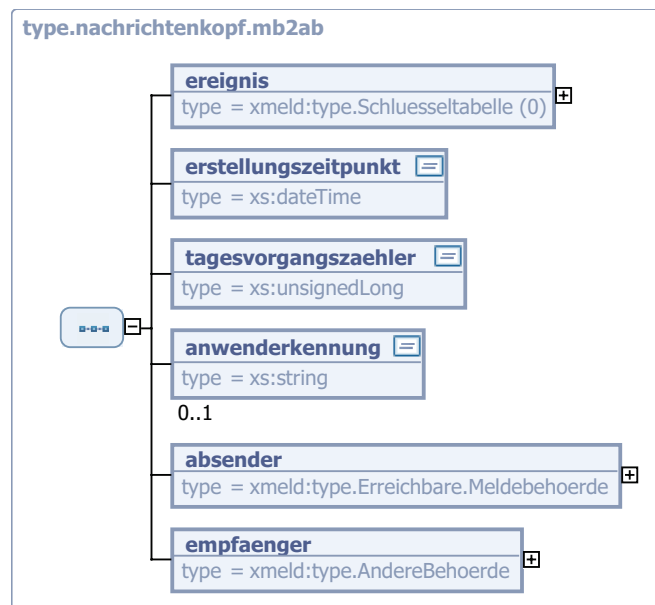 type.nachrichtenkopf.mb2ab
ereignis
type = xmeld:type.Schluesseltabelle (0)
erstellungszeitpunkt
type = xs:dateTime
tagesvorgangszaehler
type = xs:unsignedLong
anwenderkennung
type = xs:string
0..1
absender
type = xmeld:type.Erreichbare.Meldebehoerde
empfaenger
type = xmeld:type.AndereBehoerde